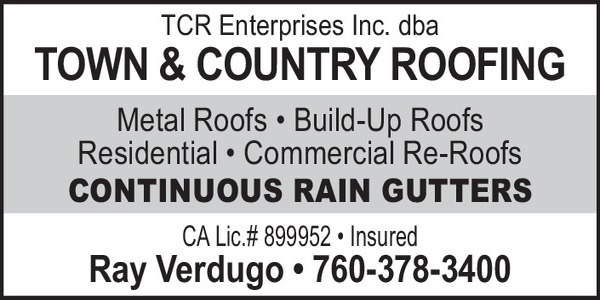 TCR Enterprises Inc. dba
TOWN & COUNTRY ROOFING
Metal Roofs • Build-Up Roofs
Residential • Commercial Re-Roofs
CONTINUOUS RAIN GUTTERS
CA Lic.# 899952 • Insured
Ray Verdugo • 760-378-3400